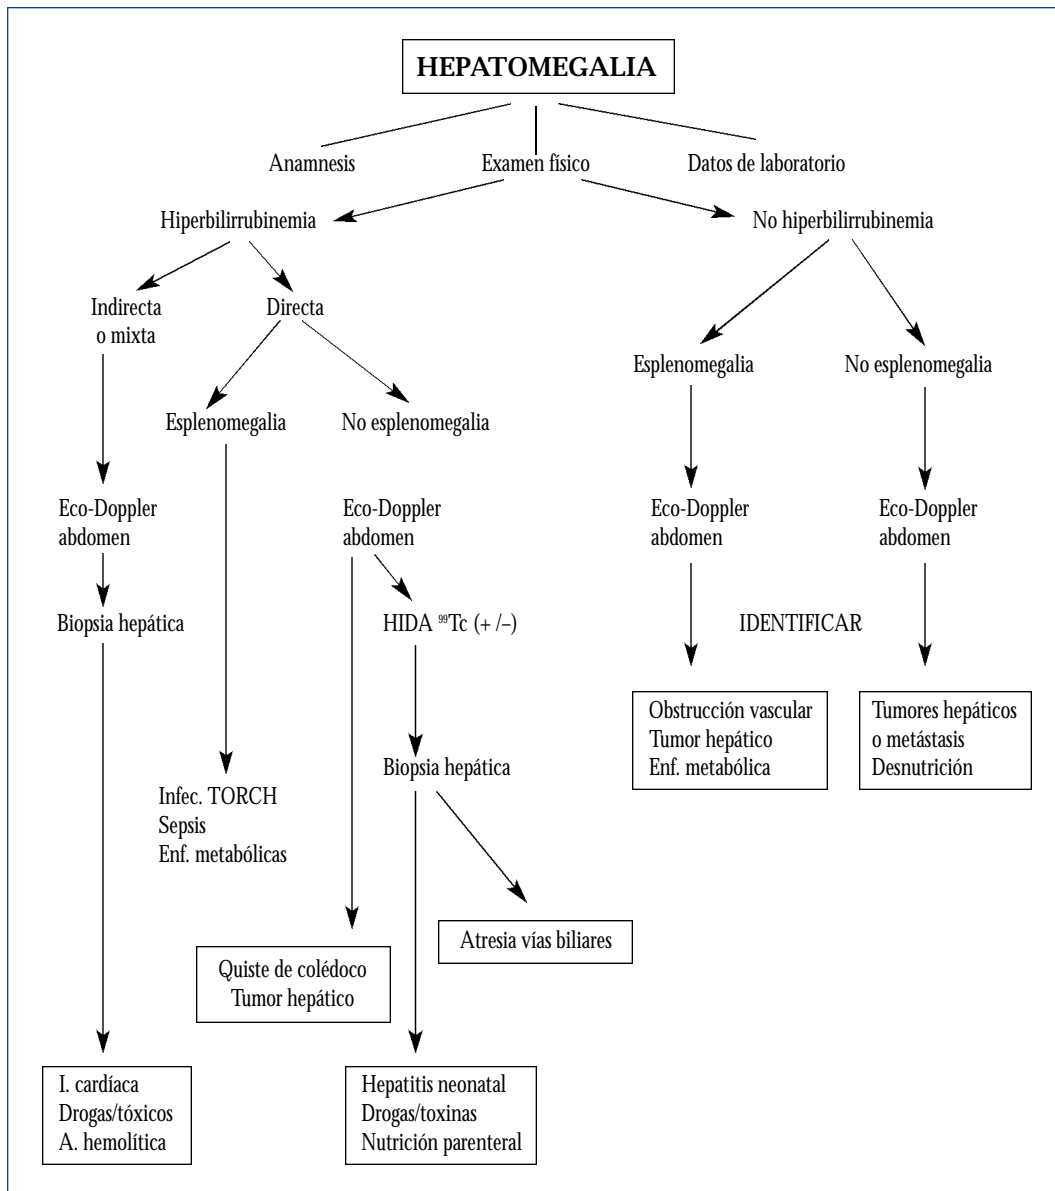 HEPATOMEGALIA
Anamnesis
Examen físico
Datos de laboratorio
Hiperbilirrubinemia
No hiperbilirrubinemia
Indirecta
o mixta
Directa
Esplenomegalia
No esplenomegalia
Esplenomegalia
No esplenomegalia
Eco-Doppler
abdomen
Eco-Doppler
abdomen
Eco-Doppler
abdomen
Eco-Doppler
abdomen
Biopsia hepática
HIDA ⁹⁹Tc (+ /–)
IDENTIFICAR
Obstrucción vascular
Tumor hepático
Enf. metabólica
Tumores hepáticos
o metástasis
Desnutrición
Biopsia hepática
Infec. TORCH
Sepsis
Enf. metabólicas
Atresia vías biliares
Quiste de colédoco
Tumor hepático
I. cardíaca
Drogas/tóxicos
A. hemolítica
Hepatitis neonatal
Drogas/toxinas
Nutrición parenteral